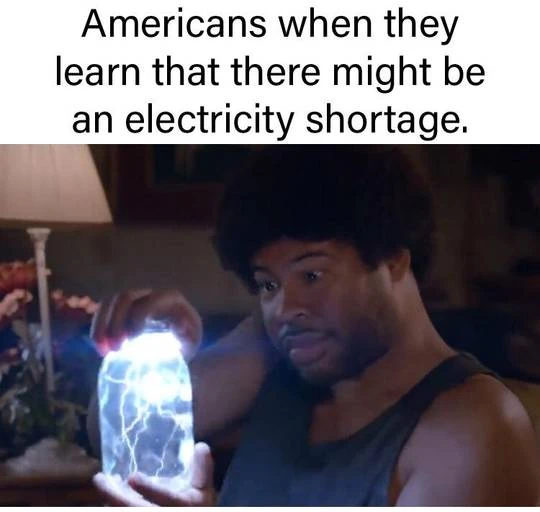 Americans when they
learn that there might be
an electricity shortage.